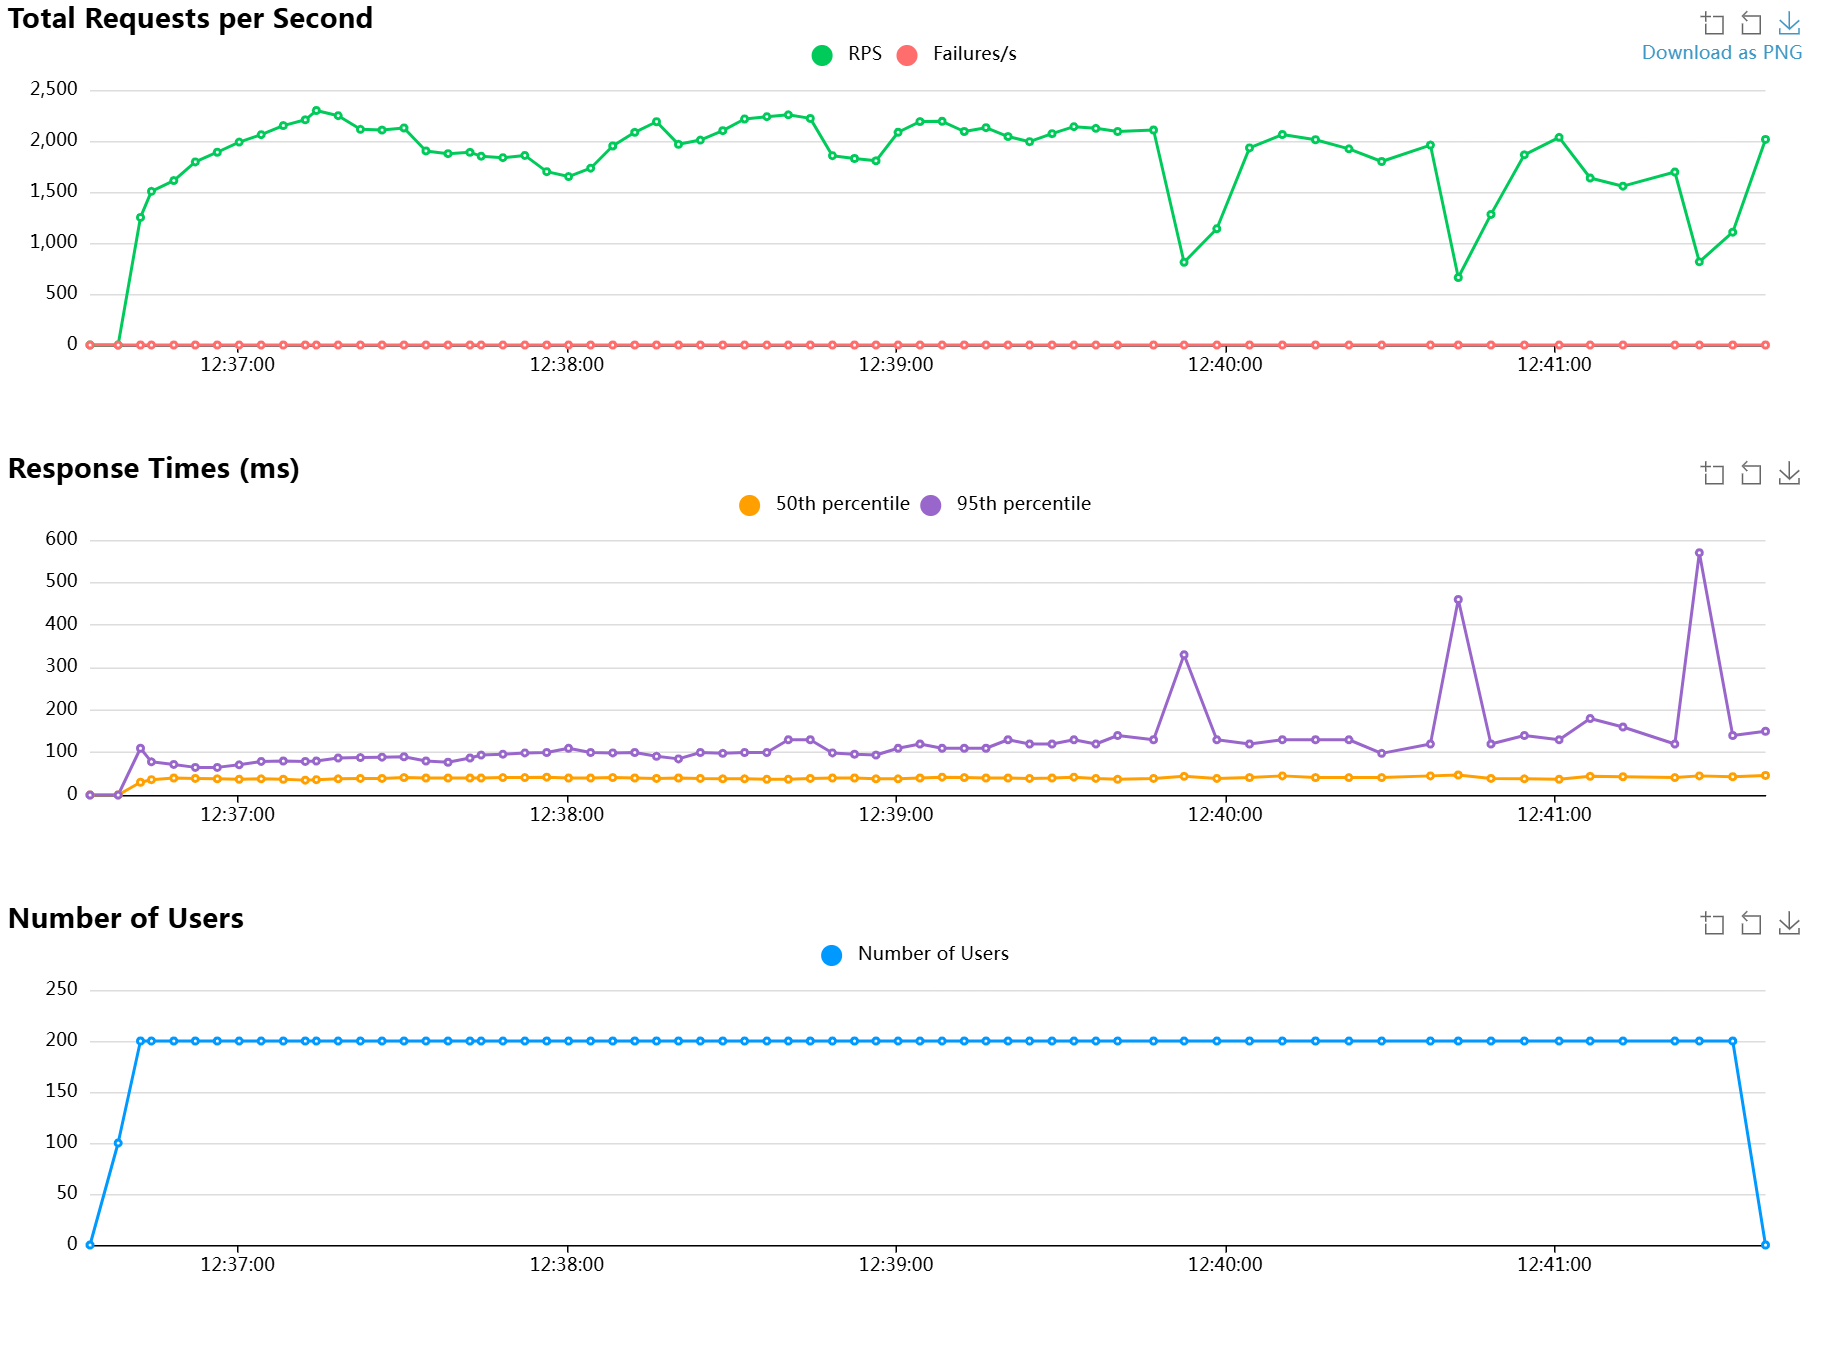 Total Requests per Second
RPS Failures/s
Download as PNG
2,500
2,000
1,500
1,000
500
0
12:37:00 12:38:00 12:39:00 12:40:00 12:41:00
Response Times (ms)
50th percentile 95th percentile
600
500
400
300
200
100
0
12:37:00 12:38:00 12:39:00 12:40:00 12:41:00
Number of Users
Number of Users
250
200
150
100
50
0
12:37:00 12:38:00 12:39:00 12:40:00 12:41:00